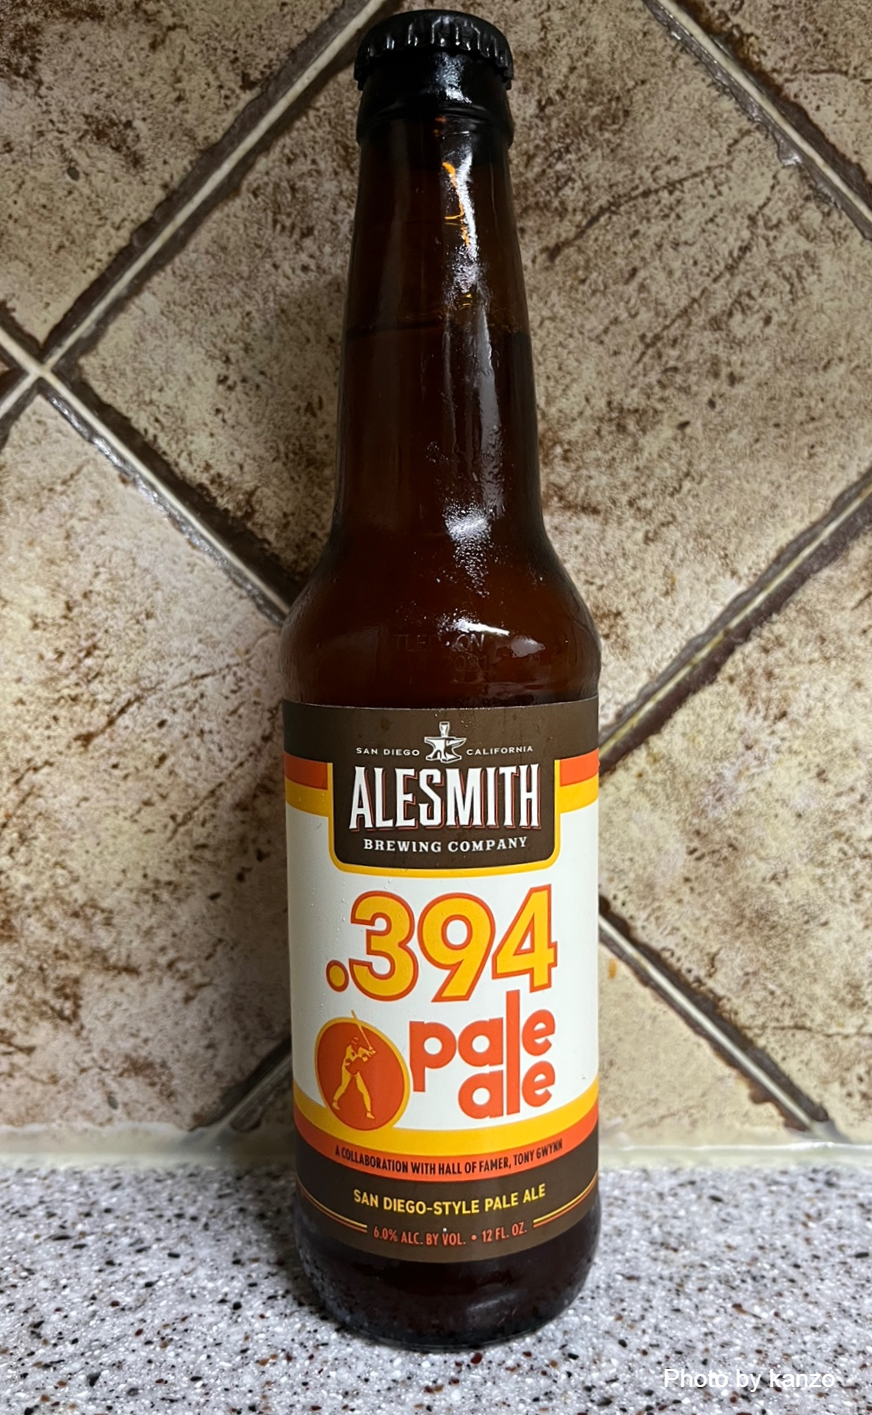 SAN DIEGO CALIFORNIA
ALESMITH
BREWING COMPANY
.394
pale
ale
A COLLABORATION WITH HALL OF FAMER, TONY GWYNN
SAN DIEGO-STYLE PALE ALE
6.0% ALC. BY VOL. • 12 FL. OZ.
Photo by kanzo